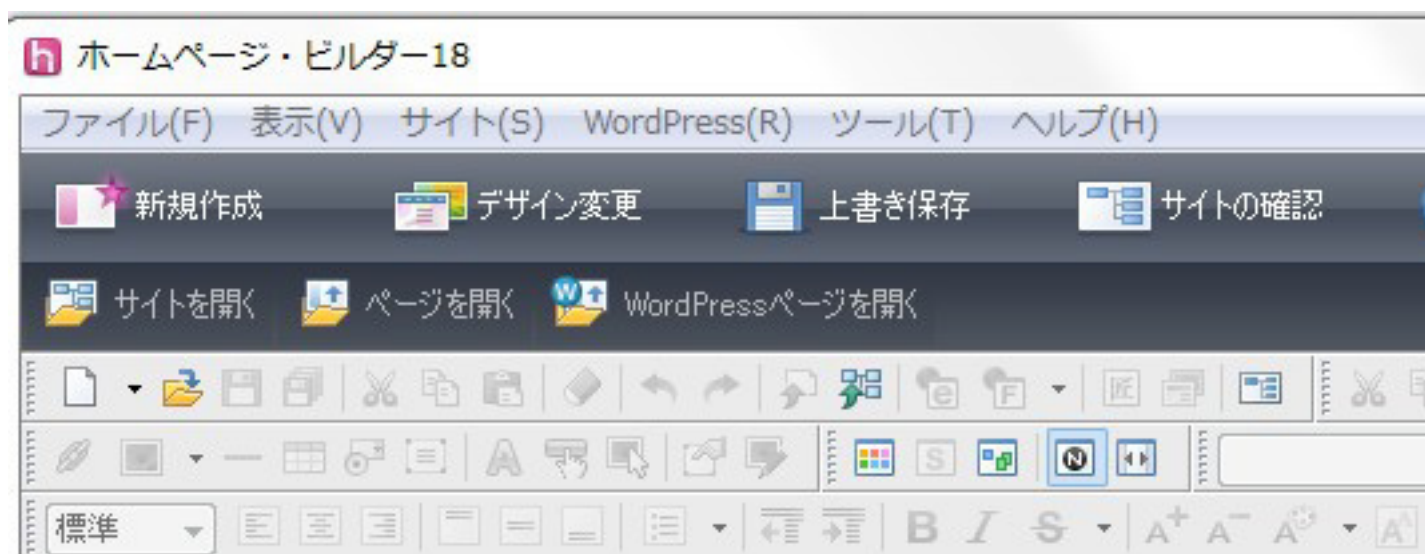 ホームページ・ビルダー18
ファイル(F) 表示(V) サイト(S) WordPress(R) ツール(T) ヘルプ(H)
新規作成 デザイン変更 上書き保存 サイトの確認
サイトを開く ページを開く WordPressページを開く
標準